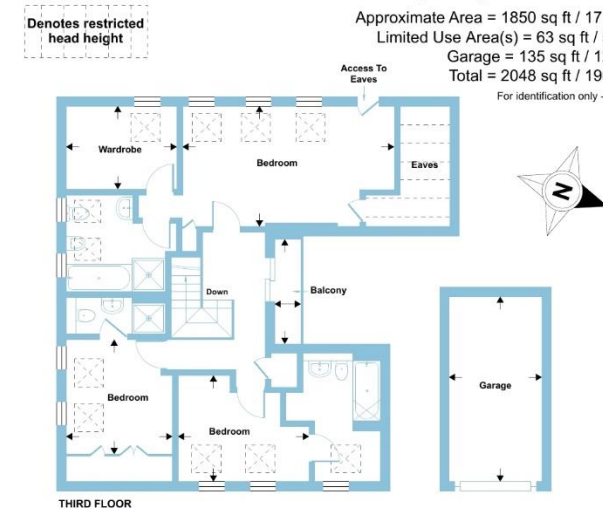 Denotes restricted
head height
Approximate Area = 1850 sq ft / 17
Limited Use Area(s) = 63 sq ft /
Garage = 135 sq ft / 1
Total = 2048 sq ft / 19
For identification only -
Access To
Eaves
Wardrobe
Bedroom
Eaves
N
Down
Balcony
Garage
Bedroom
Bedroom
THIRD FLOOR